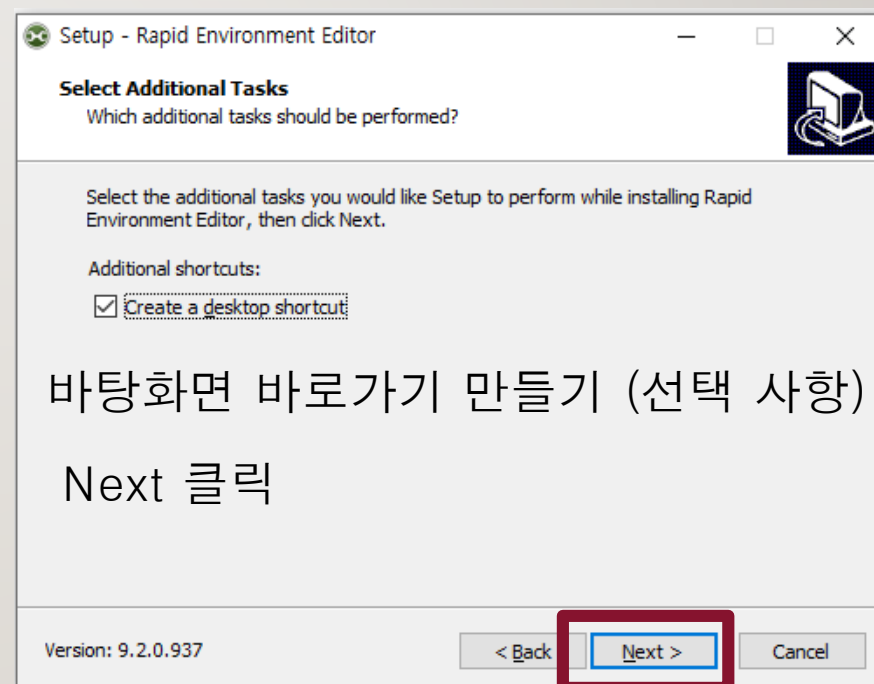 Setup - Rapid Environment Editor
Select Additional Tasks
Which additional tasks should be performed?
Select the additional tasks you would like Setup to perform while installing Rapid
Environment Editor, then click Next.
Additional shortcuts:
Create a desktop shortcut
바탕화면 바로가기 만들기 (선택 사항)
Next 클릭
Version: 9.2.0.937
< Back
Next >
Cancel